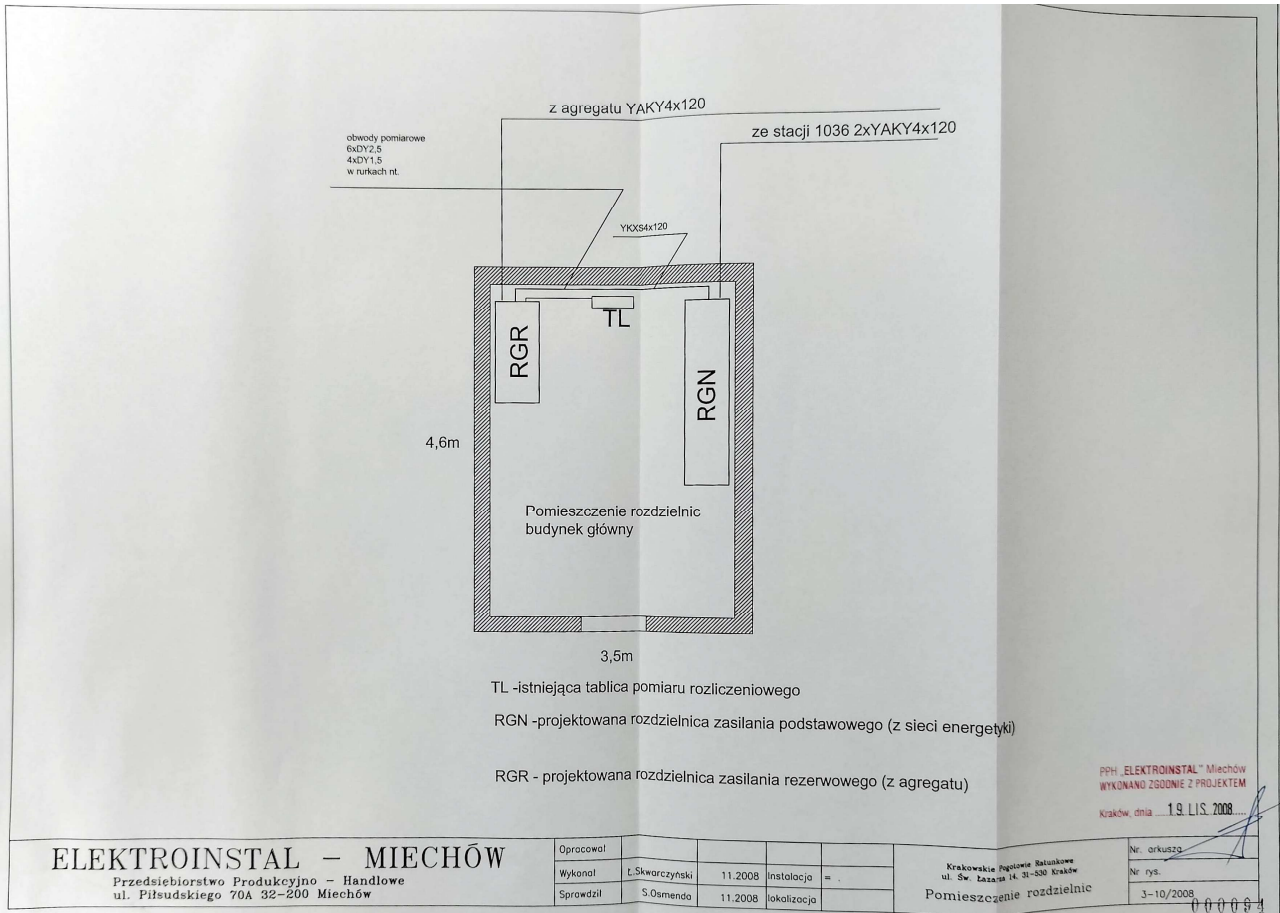 z agregatu YAKY4x120
ze stacji 1036 2xYAKY4x120
obwody pomiarowe
6xDY2,5
4xDY1,5
w rurkach nt.
YKXS4x120
TL
RGR
RGN
4,6m
Pomieszczenie rozdzielnic
budynek główny
3,5m
TL -istniejąca tablica pomiaru rozliczeniowego
RGN -projektowana rozdzielnica zasilania podstawowego (z sieci energetyki)
RGR - projektowana rozdzielnica zasilania rezerwowego (z agregatu)
PPH „ELEKTROINSTAL" Miechów
WYKONANO ZGODNIE Z PROJEKTEM
Kraków, dnia 19 LIS. 2008
ELEKTROINSTAL – MIECHÓW
Przedsiębiorstwo Produkcyjno – Handlowe
ul. Piłsudskiego 70A 32-200 Miechów
Opracował
Wykonał Ł.Skwarczyński 11.2008 Instalacja = .
Sprawdził S.Osmenda 11.2008 lokalizacja
Krakowskie Pogotowie Ratunkowe
ul. Św. Łazarza 14, 31-530 Kraków
Pomieszczenie rozdzielnic
Nr. arkusza
Nr rys.
3-10/2008
000094